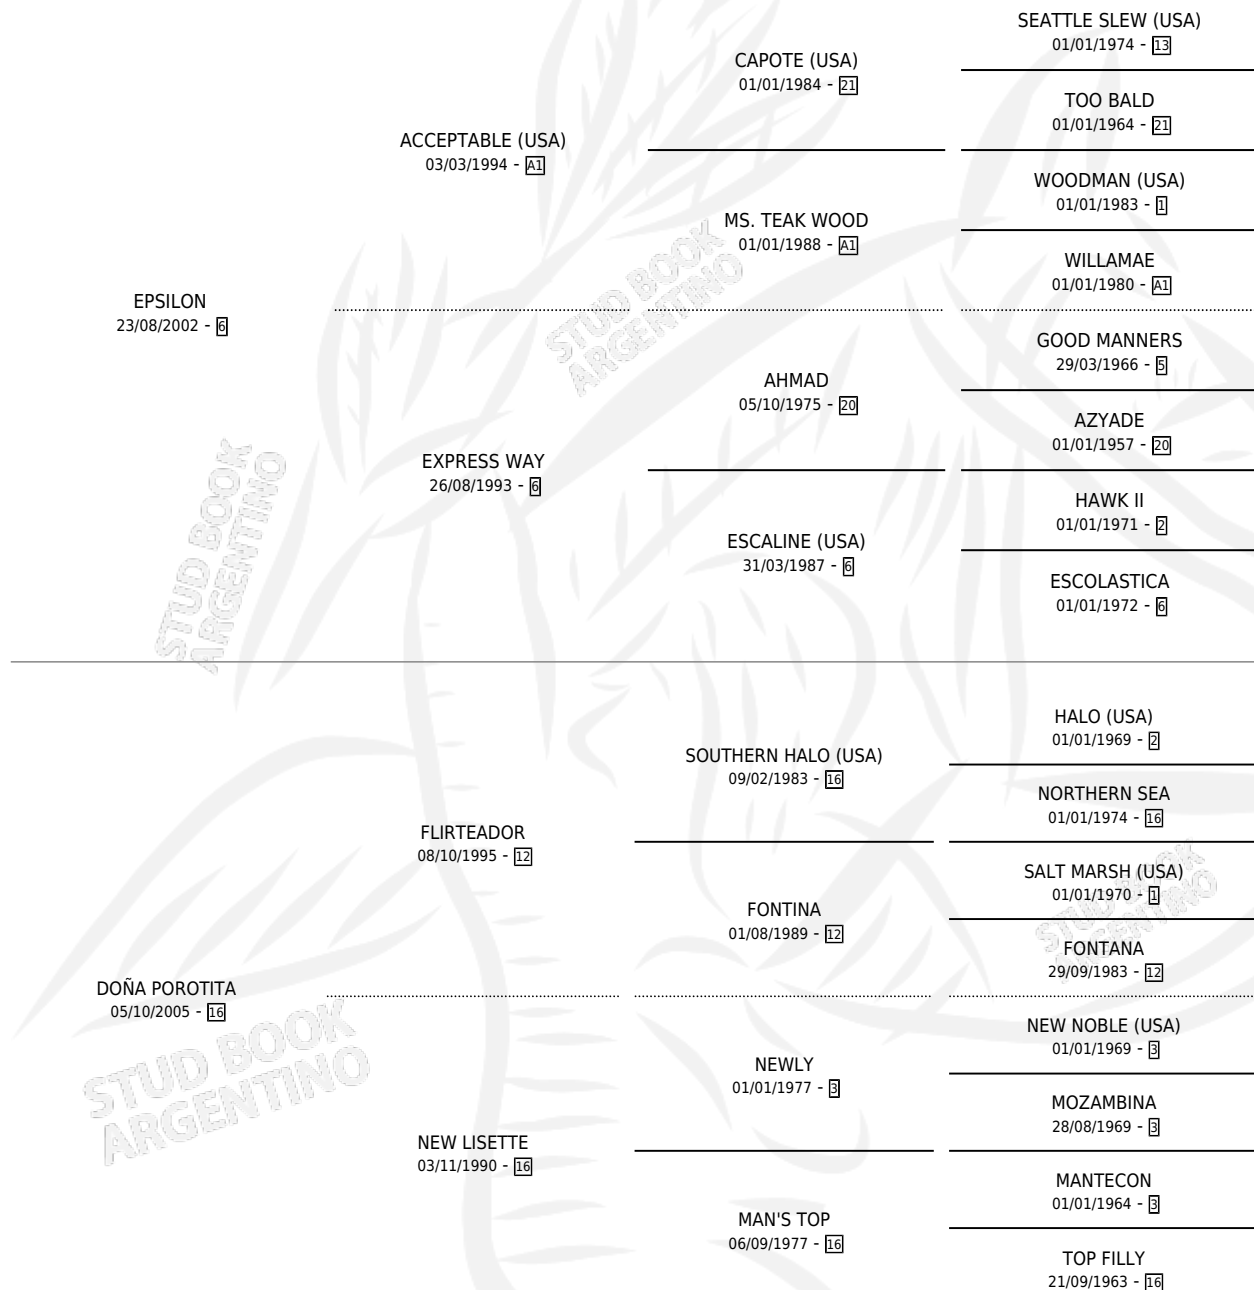 SEATTLE SLEW (USA)
01/01/1974 - 13
CAPOTE (USA)
01/01/1984 - 21
TOO BALD
01/01/1964 - 21
ACCEPTABLE (USA)
03/03/1994 - A1
WOODMAN (USA)
01/01/1983 - 1
MS. TEAK WOOD
01/01/1988 - A1
WILLAMAE
01/01/1980 - A1
EPSILON
23/08/2002 - 6
STUD BOOK
ARGENTINO
GOOD MANNERS
29/03/1966 - 5
AHMAD
05/10/1975 - 20
AZYADE
01/01/1957 - 20
EXPRESS WAY
26/08/1993 - 6
HAWK II
01/01/1971 - 2
ESCALINE (USA)
31/03/1987 - 6
ESCOLASTICA
01/01/1972 - 6
STUD BOOK
ARGENTINO
HALO (USA)
01/01/1969 - 2
SOUTHERN HALO (USA)
09/02/1983 - 16
NORTHERN SEA
01/01/1974 - 16
FLIRTEADOR
08/10/1995 - 12
SALT MARSH (USA)
01/01/1970 - 1
FONTINA
01/08/1989 - 12
STUD BOOK
ARGENTINO
FONTANA
29/09/1983 - 12
DOÑA POROTITA
05/10/2005 - 16
STUD BOOK
ARGENTINO
NEW NOBLE (USA)
01/01/1969 - 3
NEWLY
01/01/1977 - 3
MOZAMBINA
28/08/1969 - 3
NEW LISETTE
03/11/1990 - 16
MANTECON
01/01/1964 - 3
MAN'S TOP
06/09/1977 - 16
TOP FILLY
21/09/1963 - 16